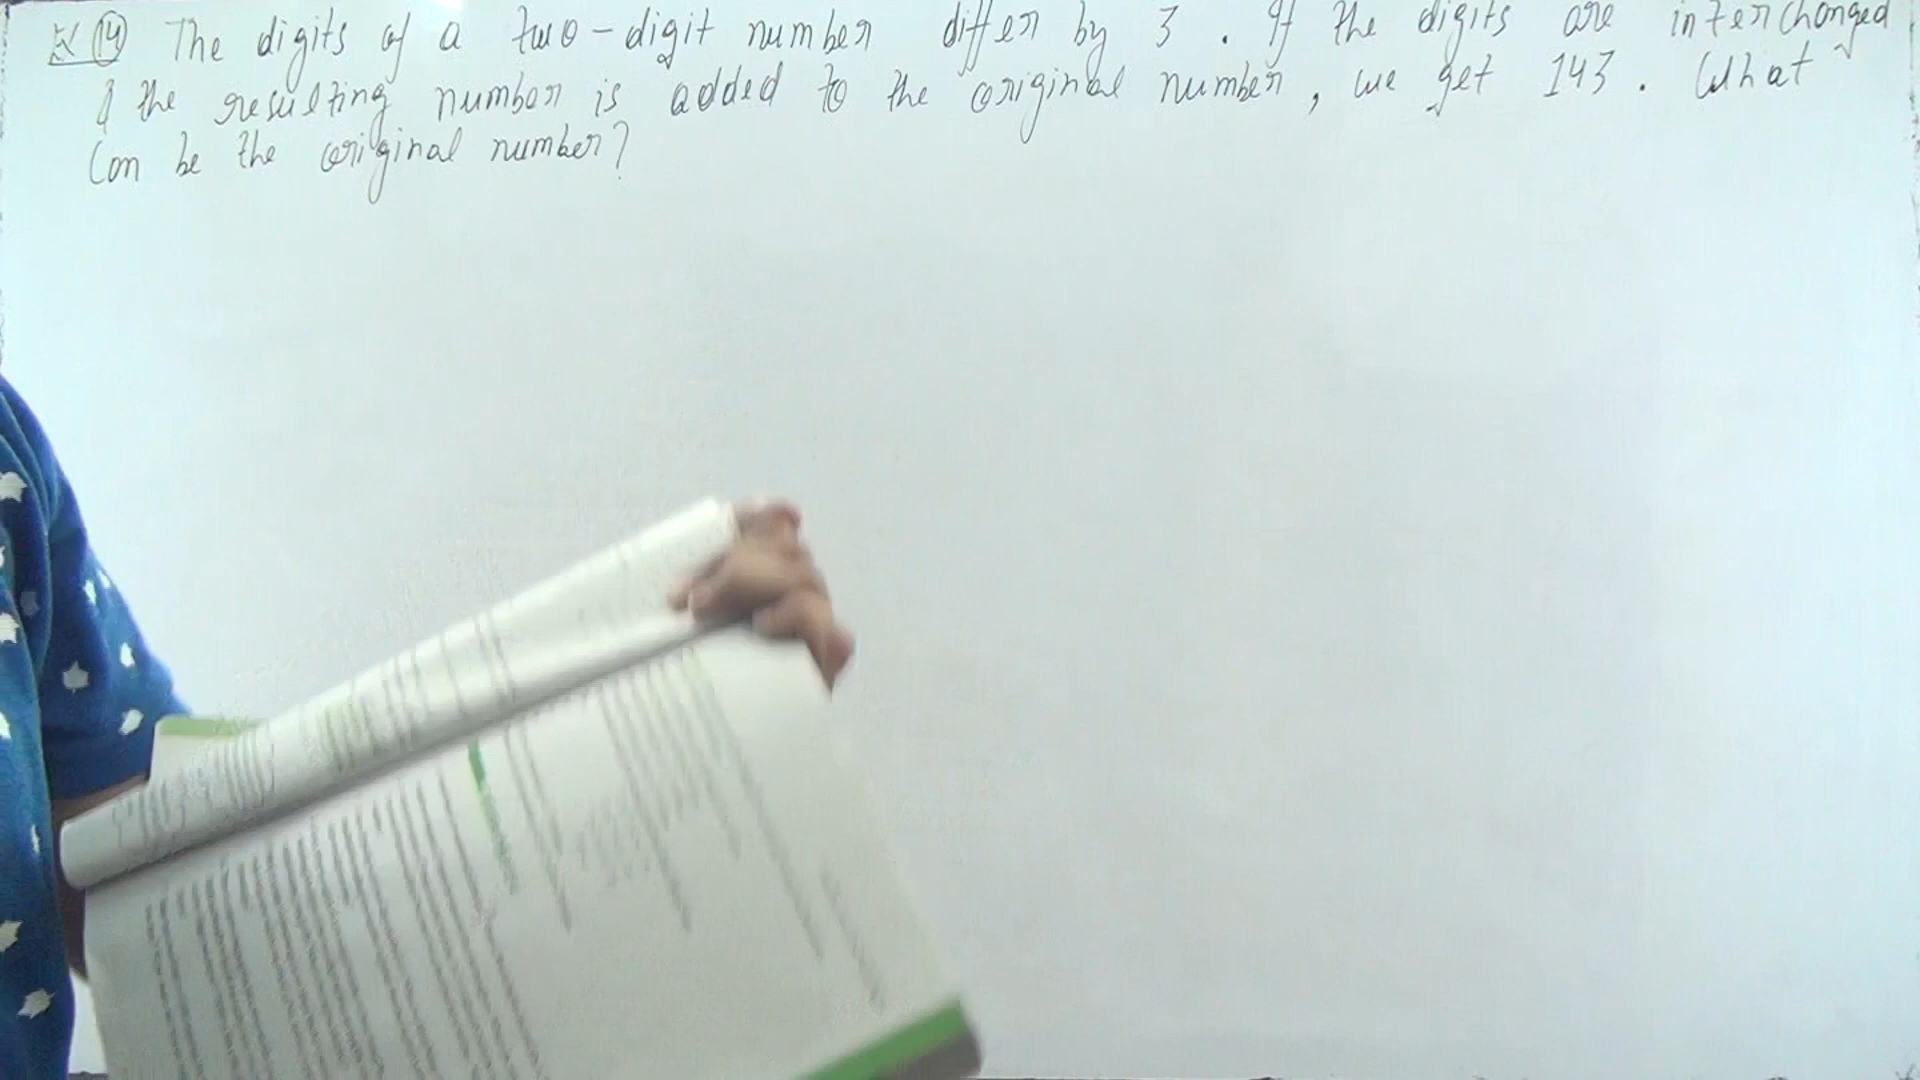 Ex 14 The digits of a two-digit number differ by 3. If the digits are interchanged
& the resulting number is added to the original number, we get 143. What
can be the original number?